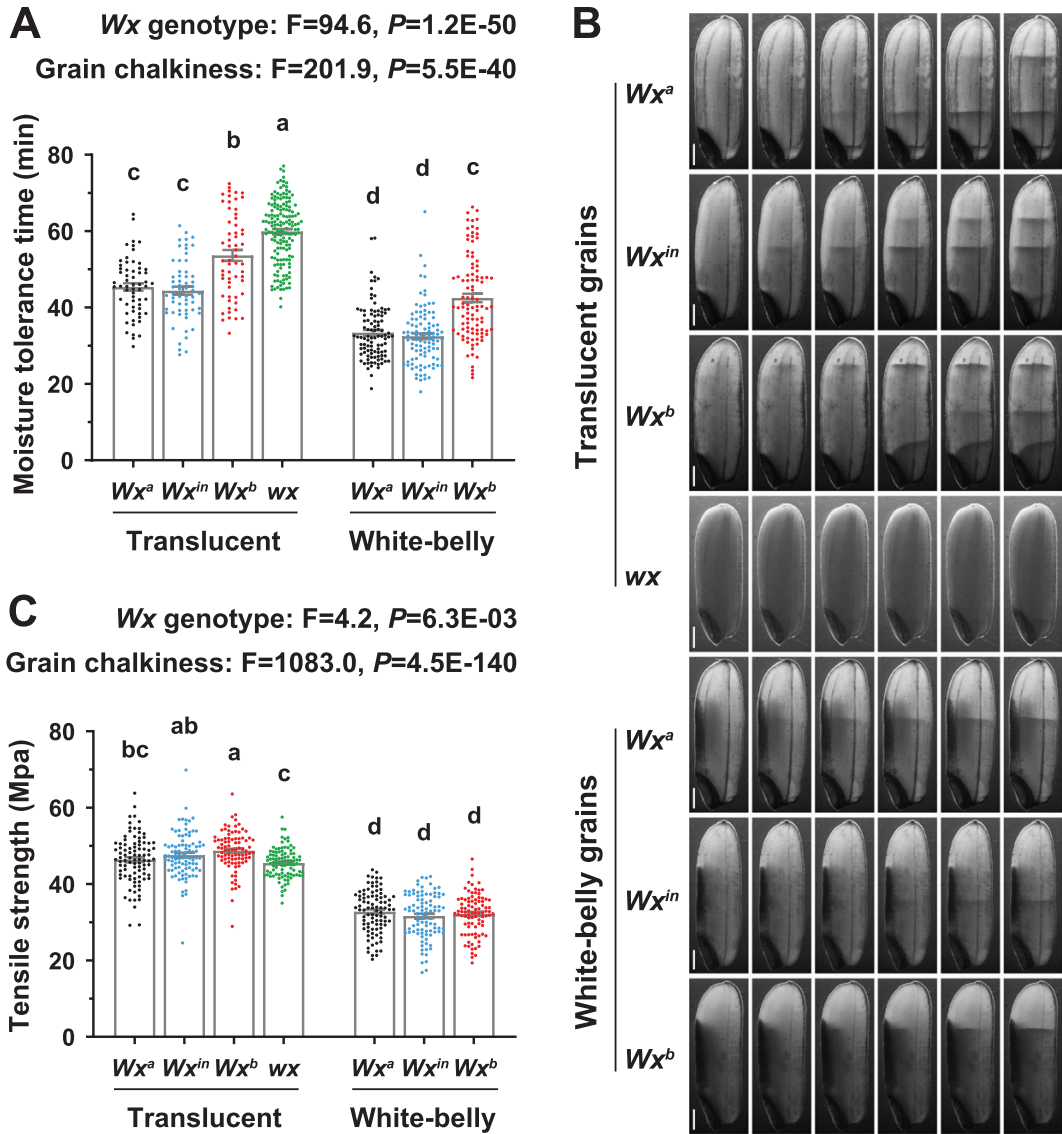 A
Wx genotype: F=94.6, P=1.2E-50
Grain chalkiness: F=201.9, P=5.5E-40
Moisture tolerance time (min)
80
60
40
20
0
c
c
b
a
d
d
c
Wxᵃ Wxⁱⁿ Wxᵇ wx
Wxᵃ Wxⁱⁿ Wxᵇ
Translucent
White-belly
B
Translucent grains
Wxᵃ
Wxⁱⁿ
Wxᵇ
wx
White-belly grains
Wxᵃ
Wxⁱⁿ
Wxᵇ
C
Wx genotype: F=4.2, P=6.3E-03
Grain chalkiness: F=1083.0, P=4.5E-140
Tensile strength (Mpa)
80
60
40
20
0
bc
ab
a
c
d
d
d
Wxᵃ Wxⁱⁿ Wxᵇ wx
Wxᵃ Wxⁱⁿ Wxᵇ
Translucent
White-belly